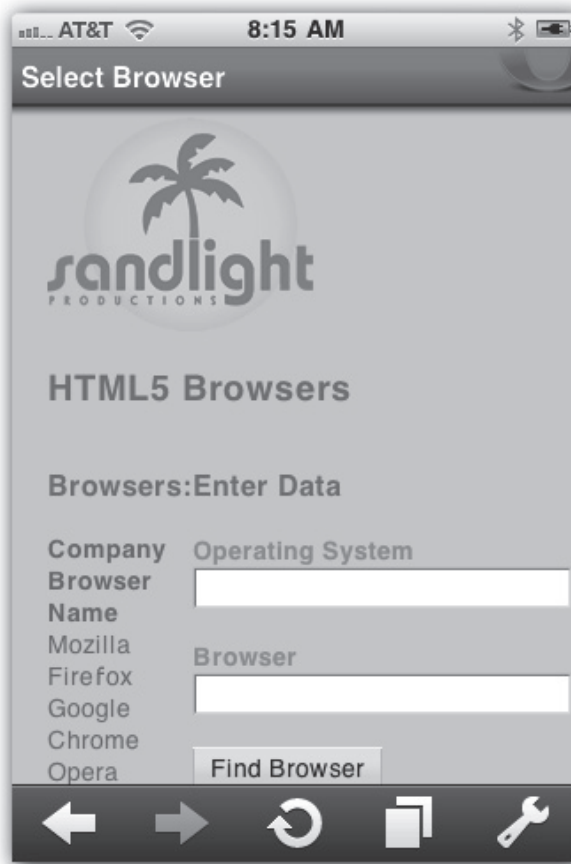 AT&T 8:15 AM
Select Browser
sandlight
PRODUCTIONS
HTML5 Browsers
Browsers:Enter Data
Company
Browser
Name
Mozilla
Firefox
Google
Chrome
Opera
Operating System
Browser
Find Browser